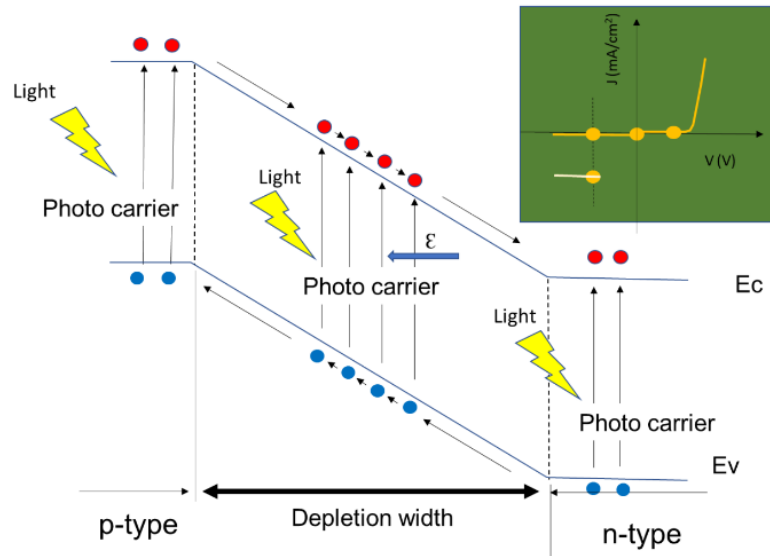 J (mA/cm²)
V (V)
Light
Photo carrier
Light
ε
Photo carrier
Ec
Light
Photo carrier
Ev
p-type
Depletion width
n-type